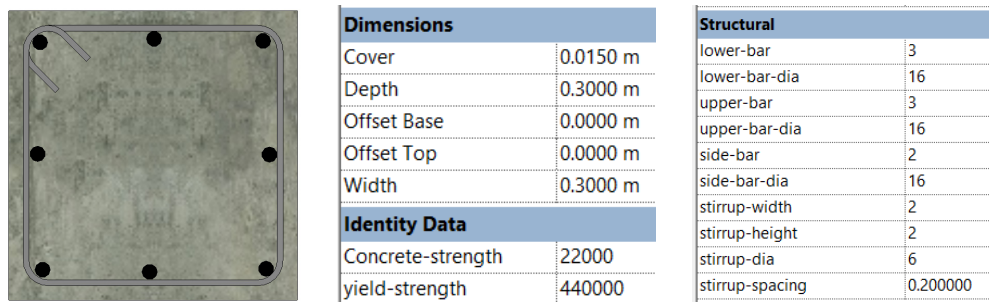 Dimensions
Cover 0.0150 m
Depth 0.3000 m
Offset Base 0.0000 m
Offset Top 0.0000 m
Width 0.3000 m
Identity Data
Concrete-strength 22000
yield-strength 440000
Structural
lower-bar 3
lower-bar-dia 16
upper-bar 3
upper-bar-dia 16
side-bar 2
side-bar-dia 16
stirrup-width 2
stirrup-height 2
stirrup-dia 6
stirrup-spacing 0.200000